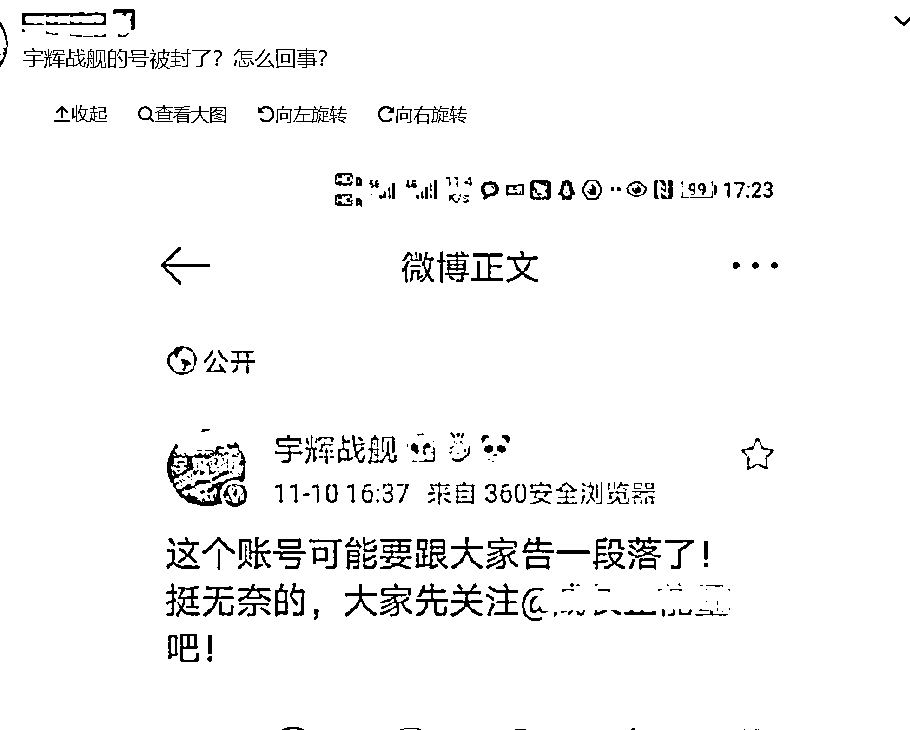 宇辉战舰的号被封了？怎么回事？
收起 查看大图 向左旋转 向右旋转
99 17:23
微博正文
公开
宇辉战舰
11-10 16:37 来自 360安全浏览器
这个账号可能要跟大家告一段落了！
挺无奈的，大家先关注@
吧！